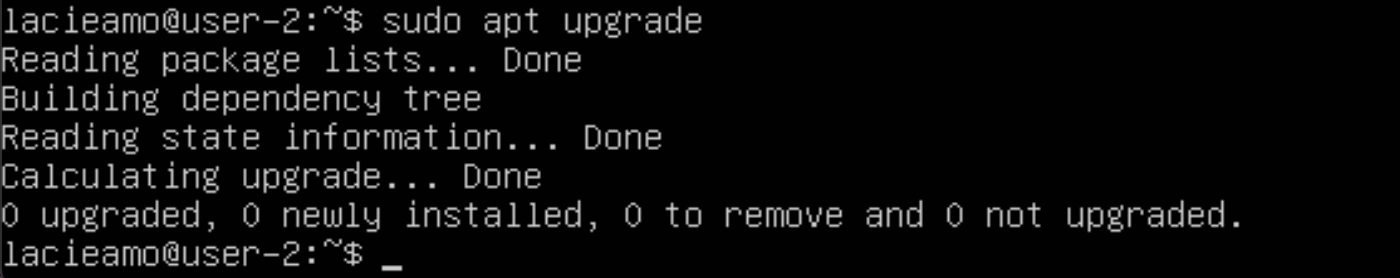 lacieamo@user-2:~$ sudo apt upgrade
Reading package lists... Done
Building dependency tree
Reading state information... Done
Calculating upgrade... Done
0 upgraded, 0 newly installed, 0 to remove and 0 not upgraded.
lacieamo@user-2:~$ _